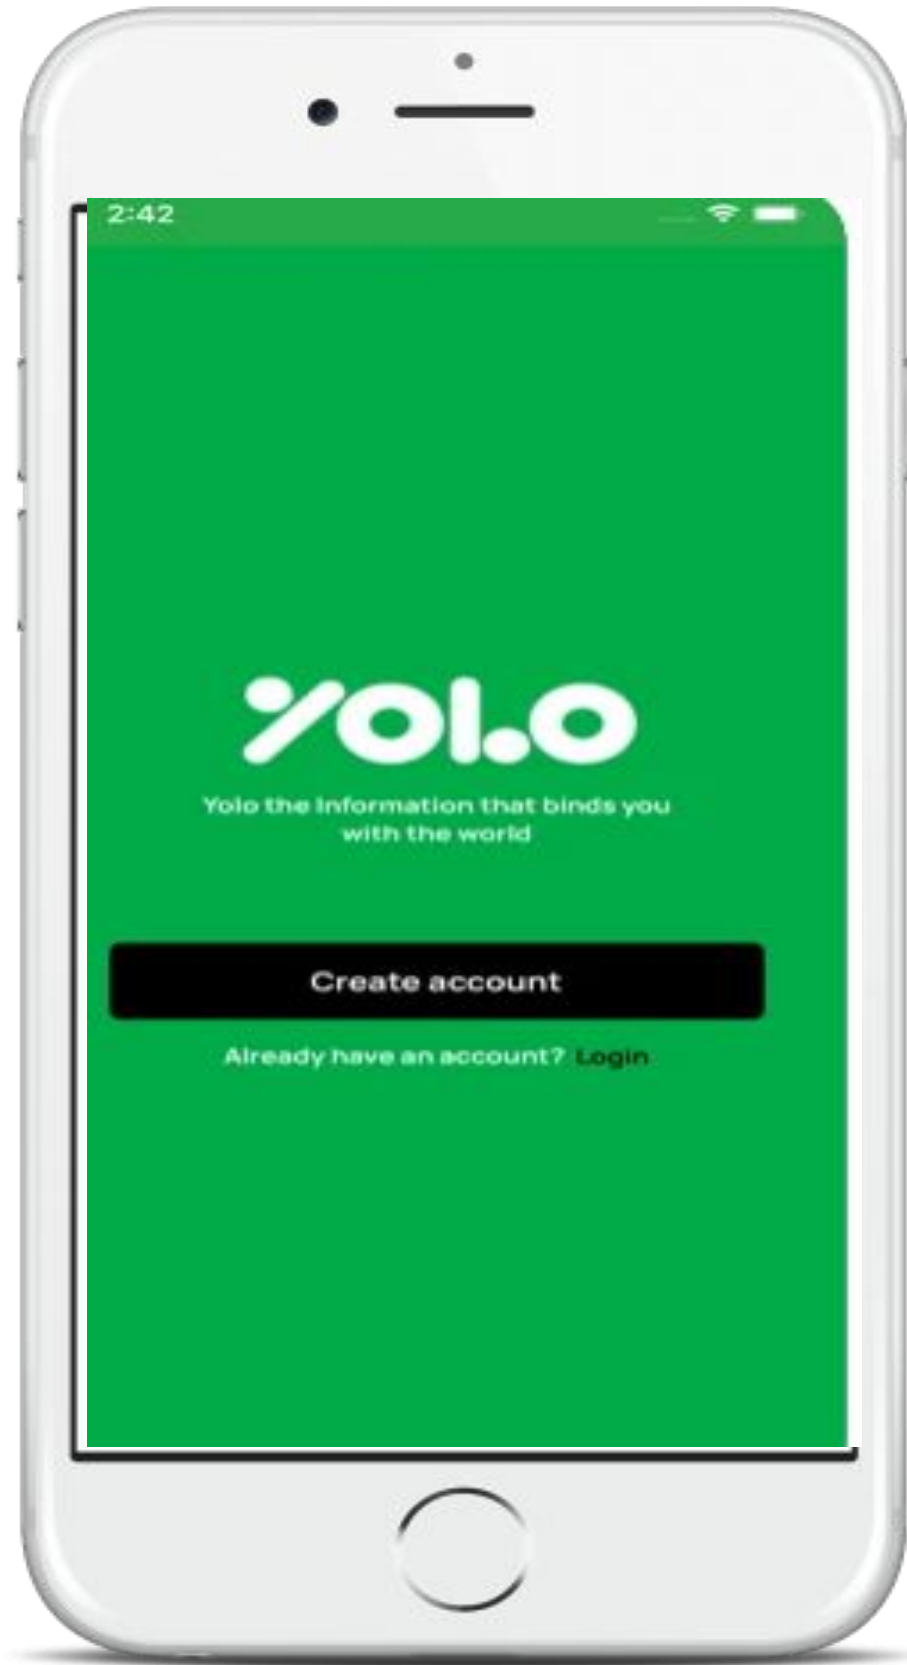 2:42
YOLO
Yolo the Information that binds you
with the world
Create account
Already have an account? Login